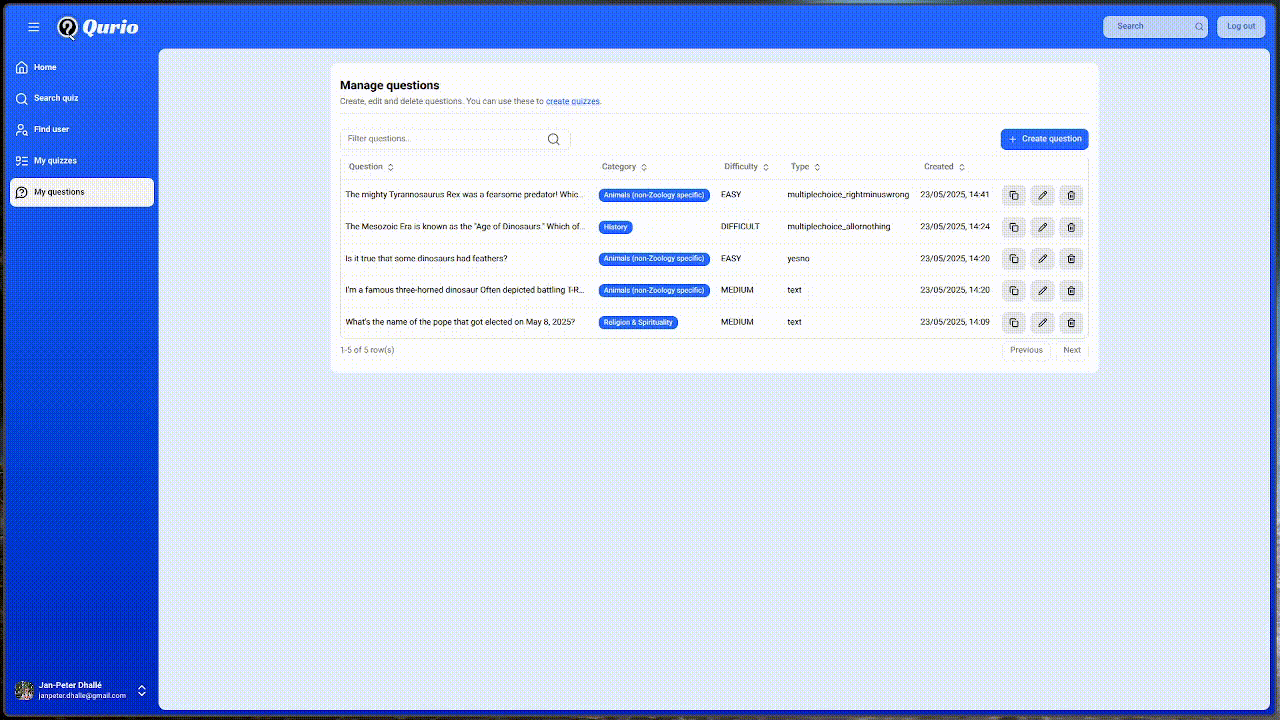 Qurio
Search
Log out
Home
Search quiz
Find user
My quizzes
My questions
Manage questions
Create, edit and delete questions. You can use these to create quizzes.
Filter questions...
Create question
Question Category Difficulty Type Created
The mighty Tyrannosaurus Rex was a fearsome predator! Whic... Animals (non-Zoology specific) EASY multiplechoice_rightminuswrong 23/05/2025, 14:41
The Mesozoic Era is known as the "Age of Dinosaurs." Which of... History DIFFICULT multiplechoice_allornothing 23/05/2025, 14:24
Is it true that some dinosaurs had feathers? Animals (non-Zoology specific) EASY yesno 23/05/2025, 14:20
I'm a famous three-horned dinosaur Often depicted battling T-R... Animals (non-Zoology specific) MEDIUM text 23/05/2025, 14:20
What's the name of the pope that got elected on May 8, 2025? Religion & Spirituality MEDIUM text 23/05/2025, 14:09
1-5 of 5 row(s)
Previous Next
Jan-Peter Dhallé
janpeter.dhalle@gmail.com